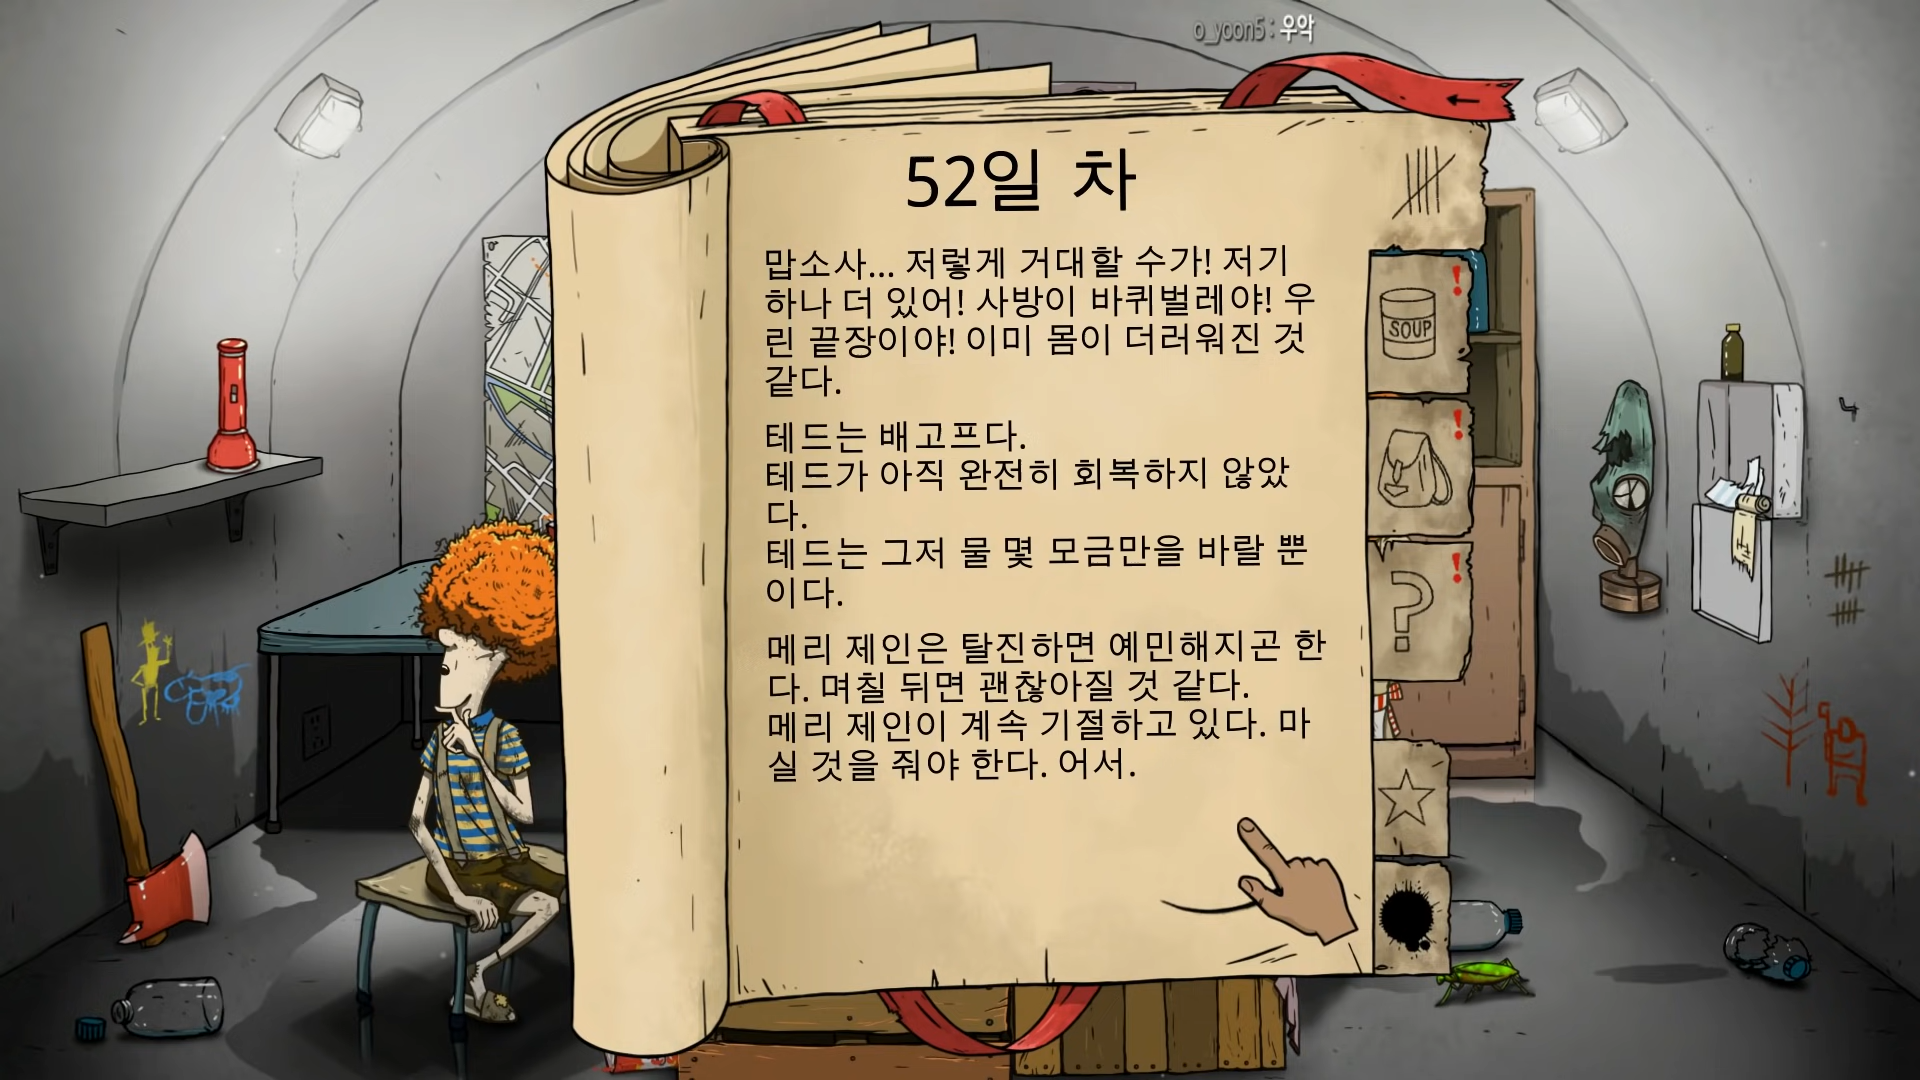 o_yoon5 : 우악
52일 차
맙소사... 저렇게 거대할 수가! 저기
하나 더 있어! 사방이 바퀴벌레야! 우
린 끝장이야! 이미 몸이 더러워진 것
같다.
테드는 배고프다.
테드가 아직 완전히 회복하지 않았
다.
테드는 그저 물 몇 모금만을 바랄 뿐
이다.
메리 제인은 탈진하면 예민해지곤 한
다. 며칠 뒤면 괜찮아질 것 같다.
메리 제인이 계속 기절하고 있다. 마
실 것을 줘야 한다. 어서.
!
SOUP
!
!
?